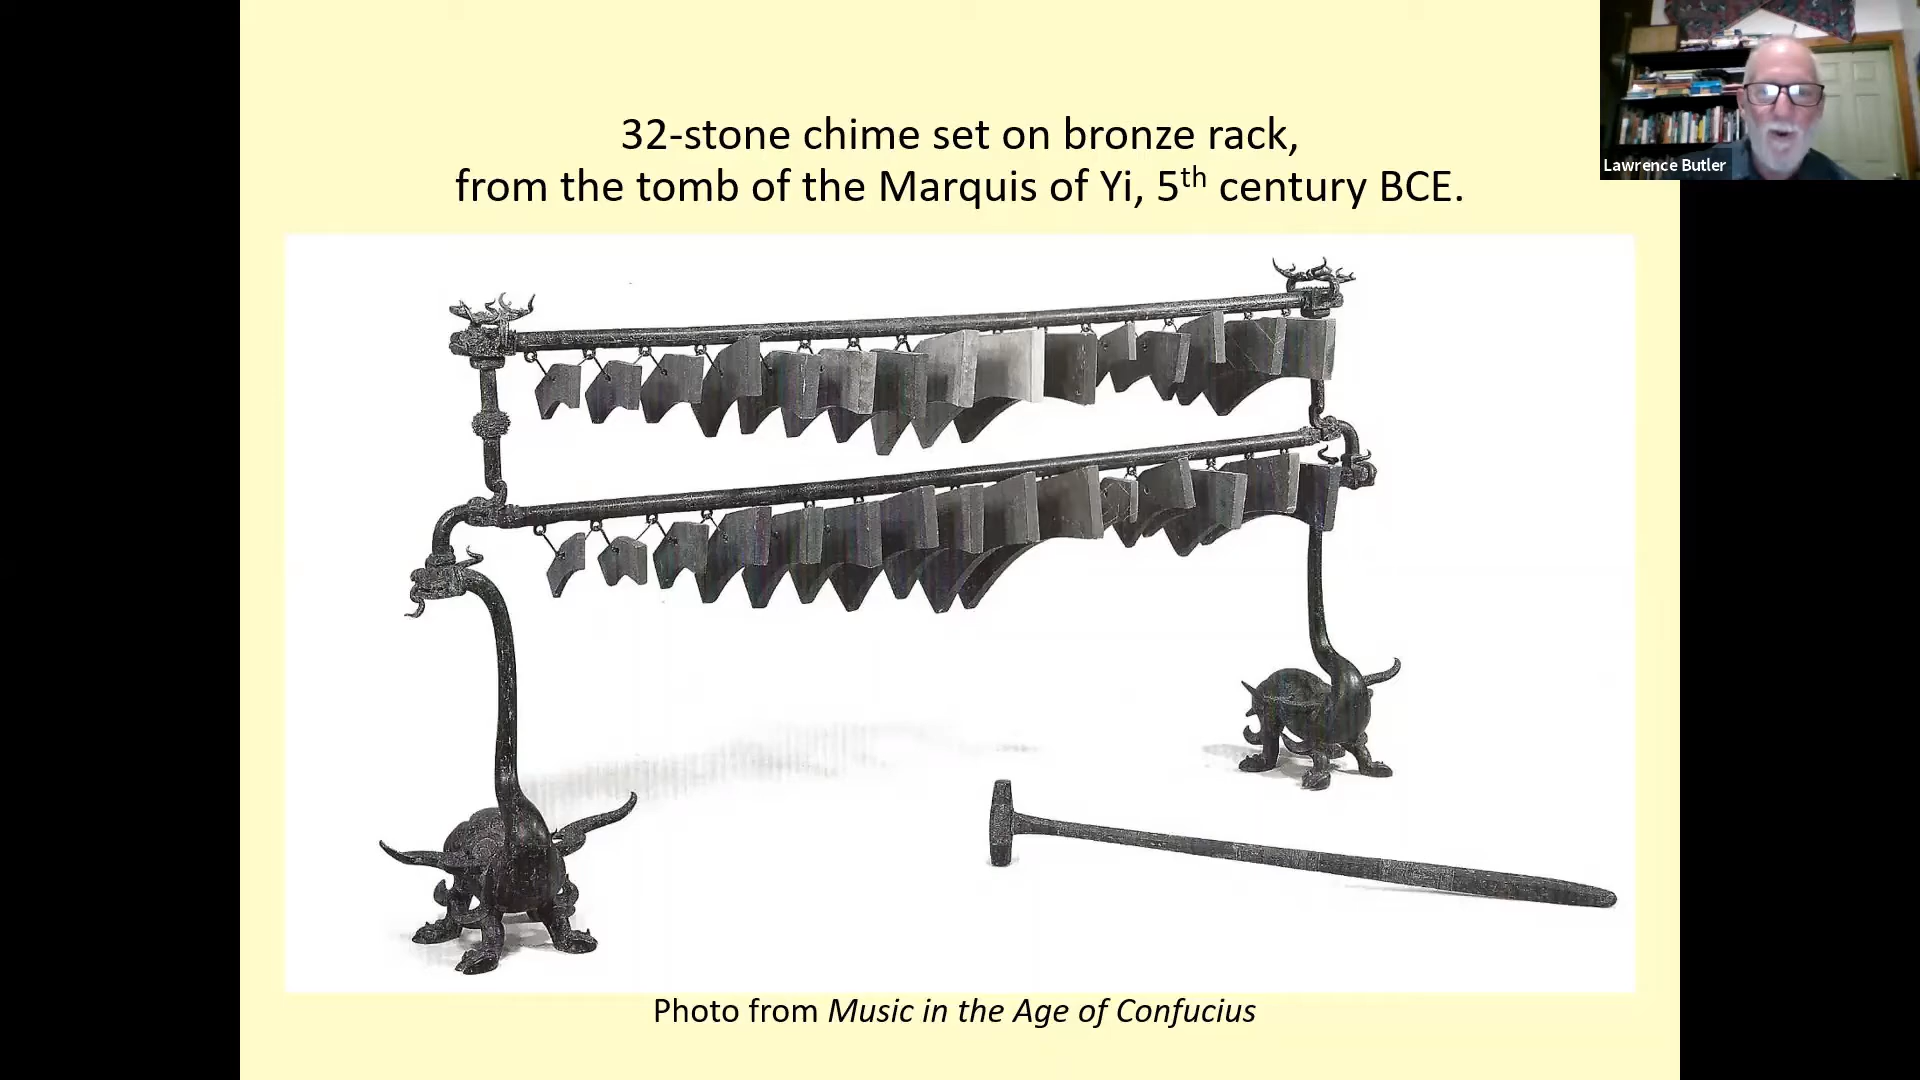 32-stone chime set on bronze rack,
from the tomb of the Marquis of Yi, 5th century BCE.
Lawrence Butler
Photo from Music in the Age of Confucius